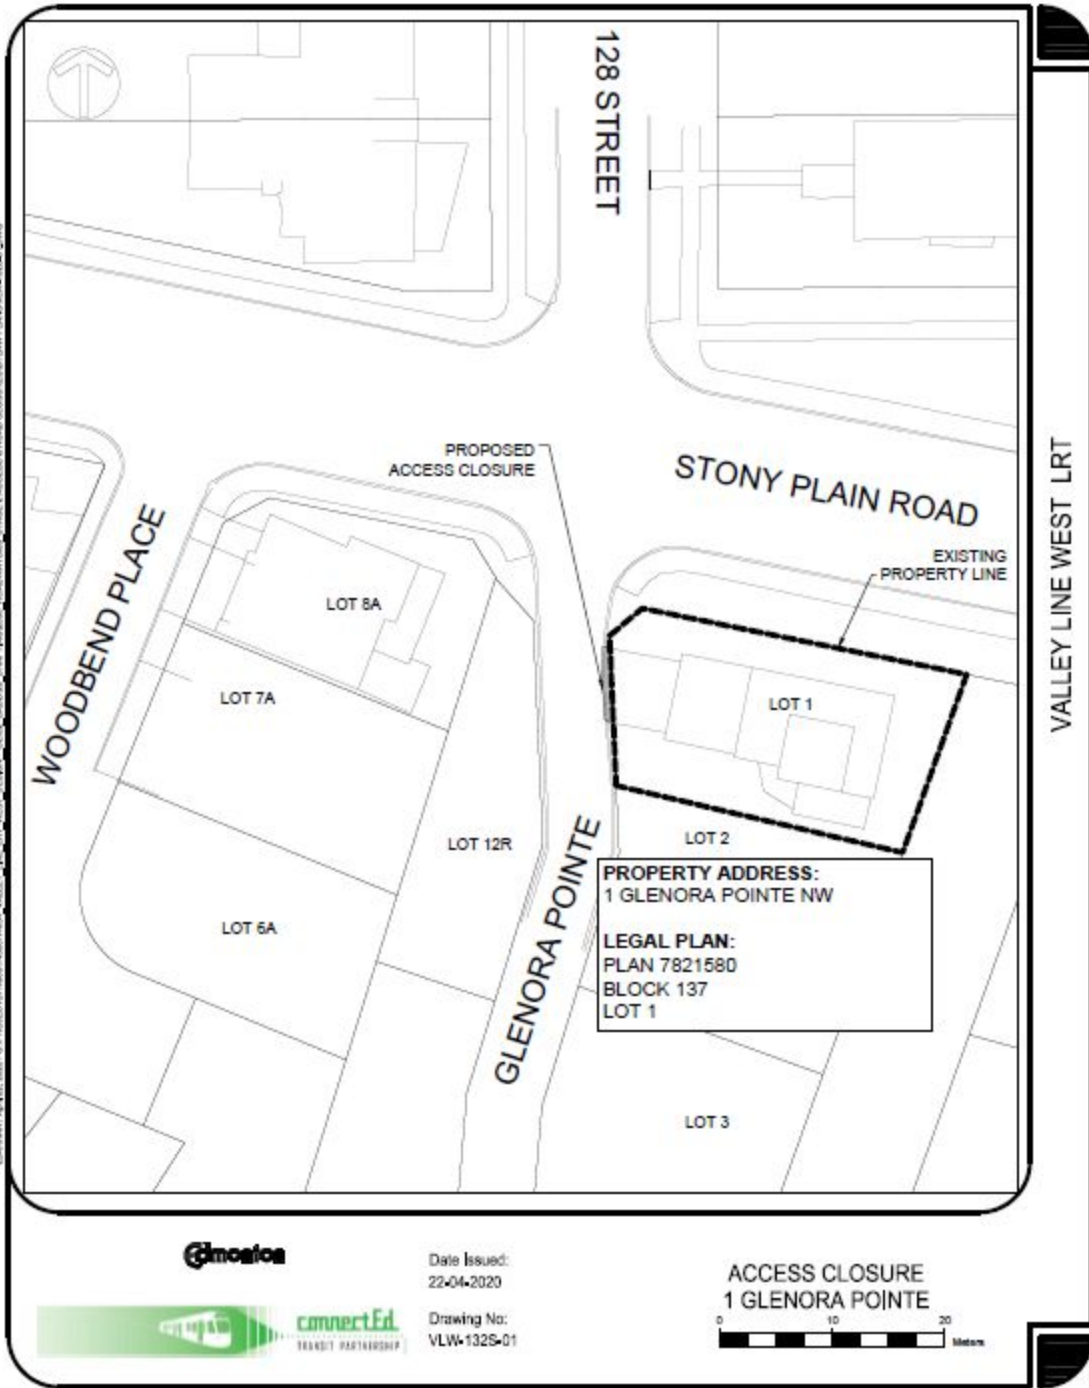 128 STREET
PROPOSED
ACCESS CLOSURE
STONY PLAIN ROAD
EXISTING
PROPERTY LINE
WOODBEND PLACE
LOT 8A
LOT 7A
LOT 1
LOT 12R
LOT 2
GLENORA POINTE
LOT 6A
PROPERTY ADDRESS:
1 GLENORA POINTE NW
LEGAL PLAN:
PLAN 7821580
BLOCK 137
LOT 1
LOT 3
VALLEY LINE WEST LRT
Edmonton
connectEd
TRANSIT PARTNERSHIP
Date Issued:
22-04-2020
Drawing No:
VLW-132S-01
ACCESS CLOSURE
1 GLENORA POINTE
0 10 20
Meters